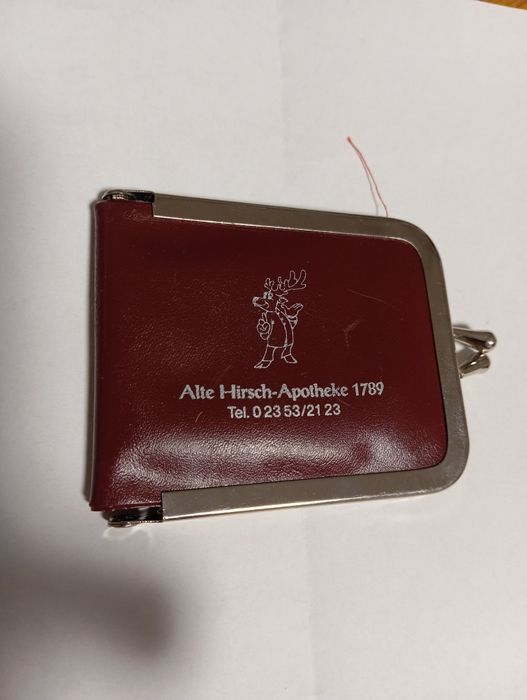 Alte Hirsch-Apotheke 1789
Tel. 0 23 53/21 23